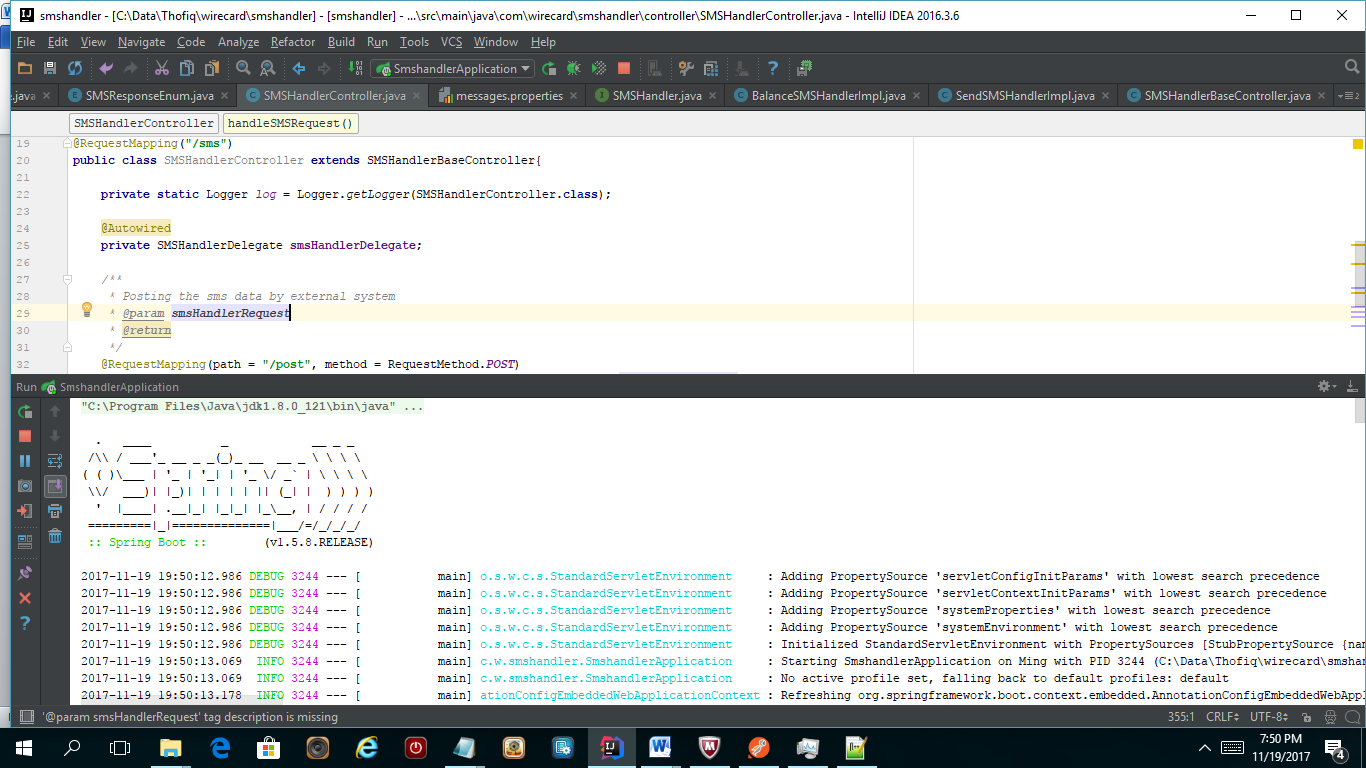 smshandler - [C:\Data\Thofiq\wirecard\smshandler] - [smshandler] - ...\src\main\java\com\wirecard\smshandler\controller\SMSHandlerController.java - IntelliJ IDEA 2016.3.6
File Edit View Navigate Code Analyze Refactor Build Run Tools VCS Window Help
SmshandlerApplication
java SMSResponseEnum.java SMSHandlerController.java messages.properties SMSHandler.java BalanceSMSHandlerImpl.java SendSMSHandlerImpl.java SMSHandlerBaseController.java
SMSHandlerController handleSMSRequest()
19 @RequestMapping("/sms")
20 public class SMSHandlerController extends SMSHandlerBaseController{
21
22 private static Logger log = Logger.getLogger(SMSHandlerController.class);
23
24 @Autowired
25 private SMSHandlerDelegate smsHandlerDelegate;
26
27 /**
28 * Posting the sms data by external system
29 * @param smsHandlerRequest
30 * @return
31 */
32 @RequestMapping(path = "/post", method = RequestMethod.POST)
Run SmshandlerApplication
"C:\Program Files\Java\jdk1.8.0_121\bin\java" ...
:: Spring Boot :: (v1.5.8.RELEASE)
2017-11-19 19:50:12.986 DEBUG 3244 --- [ main] o.s.w.c.s.StandardServletEnvironment : Adding PropertySource 'servletConfigInitParams' with lowest search precedence
2017-11-19 19:50:12.986 DEBUG 3244 --- [ main] o.s.w.c.s.StandardServletEnvironment : Adding PropertySource 'servletContextInitParams' with lowest search precedence
2017-11-19 19:50:12.986 DEBUG 3244 --- [ main] o.s.w.c.s.StandardServletEnvironment : Adding PropertySource 'systemProperties' with lowest search precedence
2017-11-19 19:50:12.986 DEBUG 3244 --- [ main] o.s.w.c.s.StandardServletEnvironment : Adding PropertySource 'systemEnvironment' with lowest search precedence
2017-11-19 19:50:12.986 DEBUG 3244 --- [ main] o.s.w.c.s.StandardServletEnvironment : Initialized StandardServletEnvironment with PropertySources [StubPropertySource {nam
2017-11-19 19:50:13.069 INFO 3244 --- [ main] c.w.smshandler.SmshandlerApplication : Starting SmshandlerApplication on Ming with PID 3244 (C:\Data\Thofiq\wirecard\smshan
2017-11-19 19:50:13.069 INFO 3244 --- [ main] c.w.smshandler.SmshandlerApplication : No active profile set, falling back to default profiles: default
2017-11-19 19:50:13.178 INFO 3244 --- [ main] ationConfigEmbeddedWebApplicationContext : Refreshing org.springframework.boot.context.embedded.AnnotationConfigEmbeddedWebAppl
'@param smsHandlerRequest' tag description is missing 355:1 CRLF UTF-8
7:50 PM
11/19/2017
4